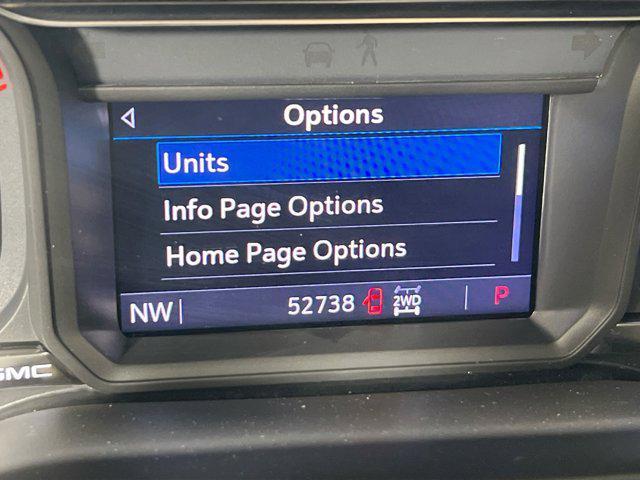 Options
Units
Info Page Options
Home Page Options
NW 52738 2WD P
GMC